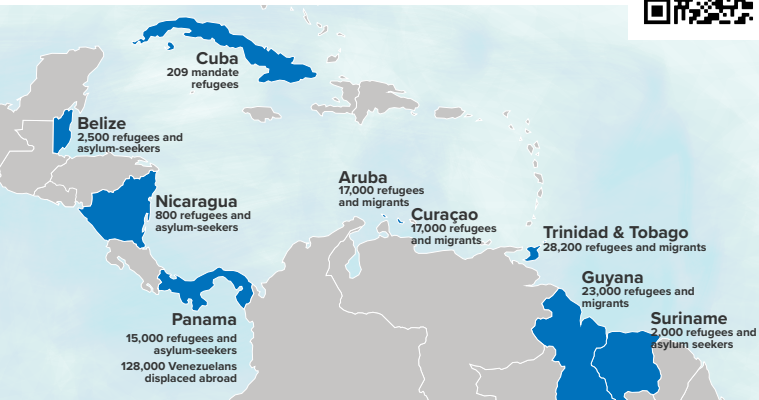 Cuba
209 mandate
refugees
Belize
2,500 refugees and
asylum-seekers
Aruba
17,000 refugees
and migrants
Nicaragua
800 refugees and
asylum-seekers
Curaçao
17,000 refugees
and migrants
Trinidad & Tobago
28,200 refugees and migrants
Guyana
23,000 refugees and
migrants
Panama
15,000 refugees and
asylum-seekers
128,000 Venezuelans
displaced abroad
Suriname
2,000 refugees and
asylum seekers